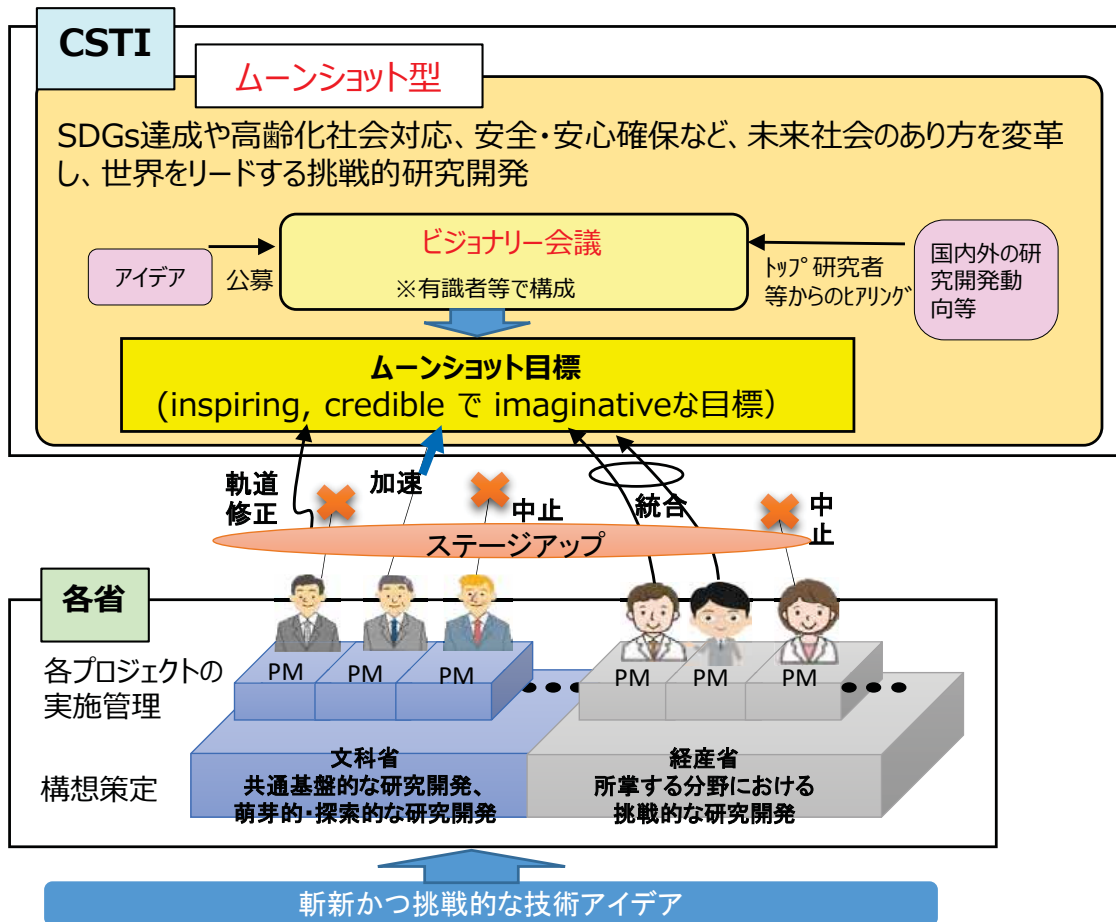 CSTI
ムーンショット型
SDGs達成や高齢化社会対応、安全・安心確保など、未来社会のあり方を変革
し、世界をリードする挑戦的研究開発
ビジョナリー会議
※有識者等で構成
アイデア
公募
トップ研究者
等からのヒアリング
国内外の研
究開発動
向等
ムーンショット目標
(inspiring, credible で imaginativeな目標)
軌道
修正
加速
中止
統合
中
止
ステージアップ
各省
各プロジェクトの
実施管理
PM
PM
PM
PM
PM
PM
構想策定
文科省
共通基盤的な研究開発、
萌芽的・探索的な研究開発
経産省
所掌する分野における
挑戦的な研究開発
斬新かつ挑戦的な技術アイデア